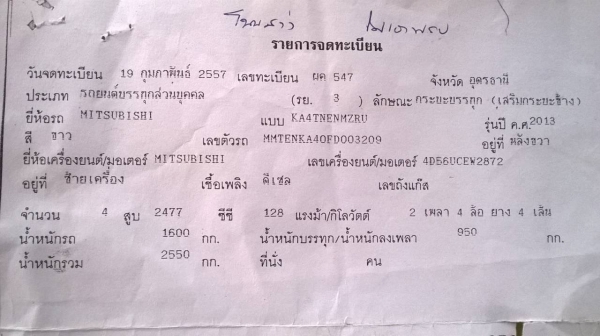 โอนลาว ไม่เอาพรบ
รายการจดทะเบียน
วันจดทะเบียน 19 กุมภาพันธ์ 2557 เลขทะเบียน ผค 547 จังหวัด อุดรธานี
ประเภท รถยนต์บรรทุกส่วนบุคคล (รย. 3 ) ลักษณะ กระบะบรรทุก (เสริมกระบะข้าง)
ยี่ห้อรถ MITSUBISHI แบบ KA4TNENMZRU รุ่นปี ค.ศ.2013
สี ขาว เลขตัวรถ MMTENKA40FD003209 อยู่ที่ หลังขวา
ยี่ห้อเครื่องยนต์/มอเตอร์ MITSUBISHI เลขเครื่องยนต์/มอเตอร์ 4D56UCEW2872
อยู่ที่ ซ้ายเครื่อง เชื้อเพลิง ดีเซล เลขถังแก๊ส
จำนวน 4 สูบ 2477 ซีซี 128 แรงม้า/กิโลวัตต์ 2 เพลา 4 ล้อ ยาง 4 เส้น
น้ำหนักรถ 1600 กก. น้ำหนักบรรทุก/น้ำหนักลงเพลา 950 กก.
น้ำหนักรวม 2550 กก. ที่นั่ง คน